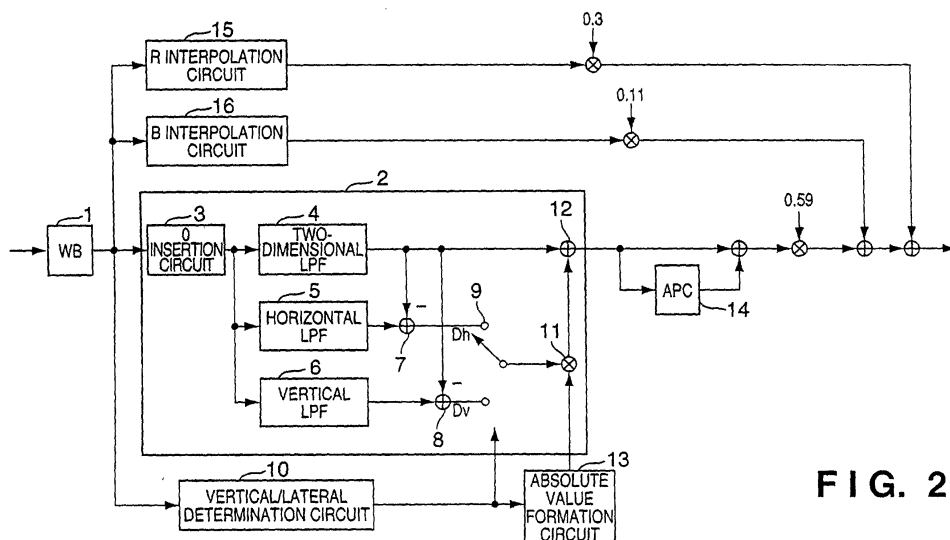 15
R INTERPOLATION
CIRCUIT
0.3
16
B INTERPOLATION
CIRCUIT
0.11
2
1
WB
3
0
INSERTION
CIRCUIT
4
TWO-
DIMENSIONAL
LPF
12
0.59
APC
14
5
HORIZONTAL
LPF
−
7
9
Dh
11
6
VERTICAL
LPF
−
8
Dv
10
VERTICAL/LATERAL
DETERMINATION CIRCUIT
13
ABSOLUTE
VALUE
FORMATION
CIRCUIT
FIG. 2